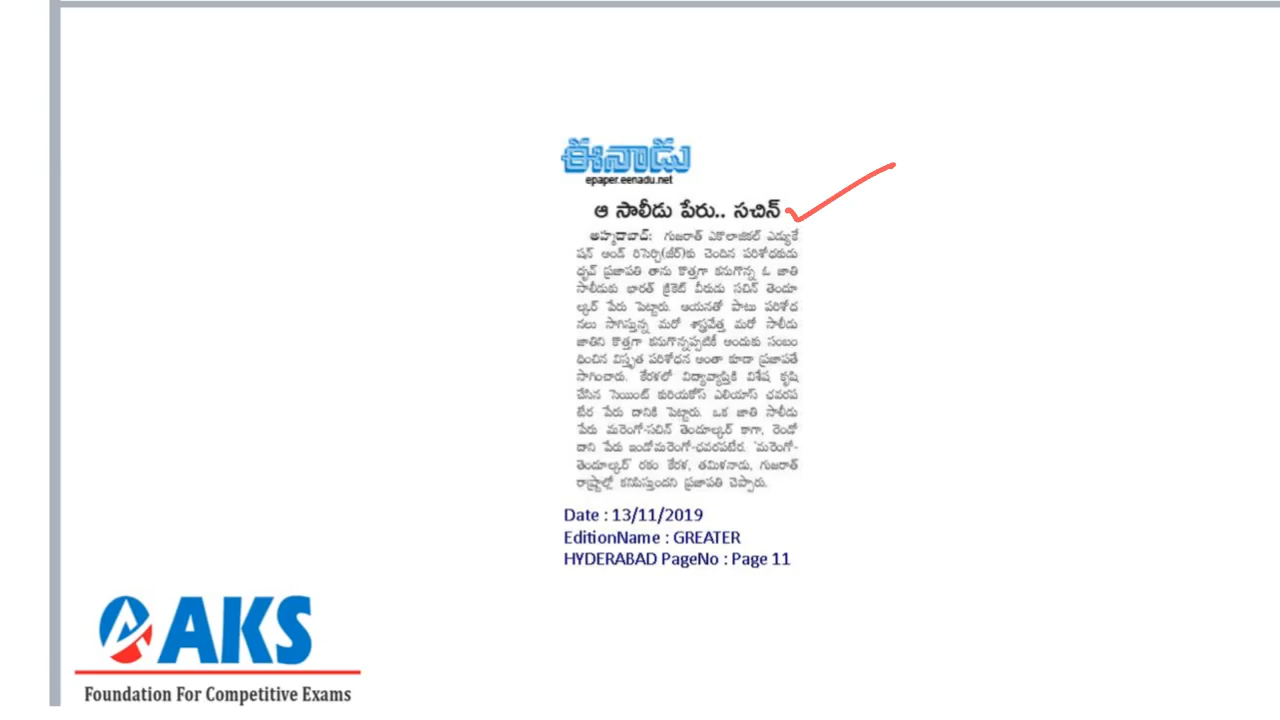 ఈనాడు
epaper.eenadu.net
ఆ సాలీడు పేరు.. సచిన్
అహ్మదాబాద్: గుజరాత్ ఎకొలాజికల్ ఎడ్యుకే
షన్ అండ్ రిసెర్చి(జీర్)కు చెందిన పరిశోధకుడు
ధృవ్ ప్రజాపతి తాను కొత్తగా కనుగొన్న ఓ జాతి
సాలీడుకు భారత్ క్రికెట్ వీరుడు సచిన్ తెందూ
ల్కర్ పేరు పెట్టారు. ఆయనతో పాటు పరిశోధ
నలు సాగిస్తున్న మరో శాస్త్రవేత్త మరో సాలీడు
జాతిని కొత్తగా కనుగొన్నప్పటికీ అందుకు సంబం
ధించిన విస్తృత పరిశోధన అంతా కూడా ప్రజాపతే
సాగించారు. కేరళలో విద్యావ్యాప్తికి విశేష కృషి
చేసిన సెయింట్ కురియకోస్ ఎలియాస్ ఛవరప
టేర పేరు దానికి పెట్టారు. ఒక జాతి సాలీడు
పేరు మరెంగో-సచిన్ తెండూల్కర్ కాగా, రెండో
దాని పేరు ఇండోమరెంగో-ఛవరపటేర. 'మరెంగో-
తెండూల్కర్' రకం కేరళ, తమిళనాడు, గుజరాత్
రాష్ట్రాల్లో కనిపిస్తుందని ప్రజాపతి చెప్పారు.
Date : 13/11/2019
EditionName : GREATER
HYDERABAD PageNo : Page 11
AKS
Foundation For Competitive Exams